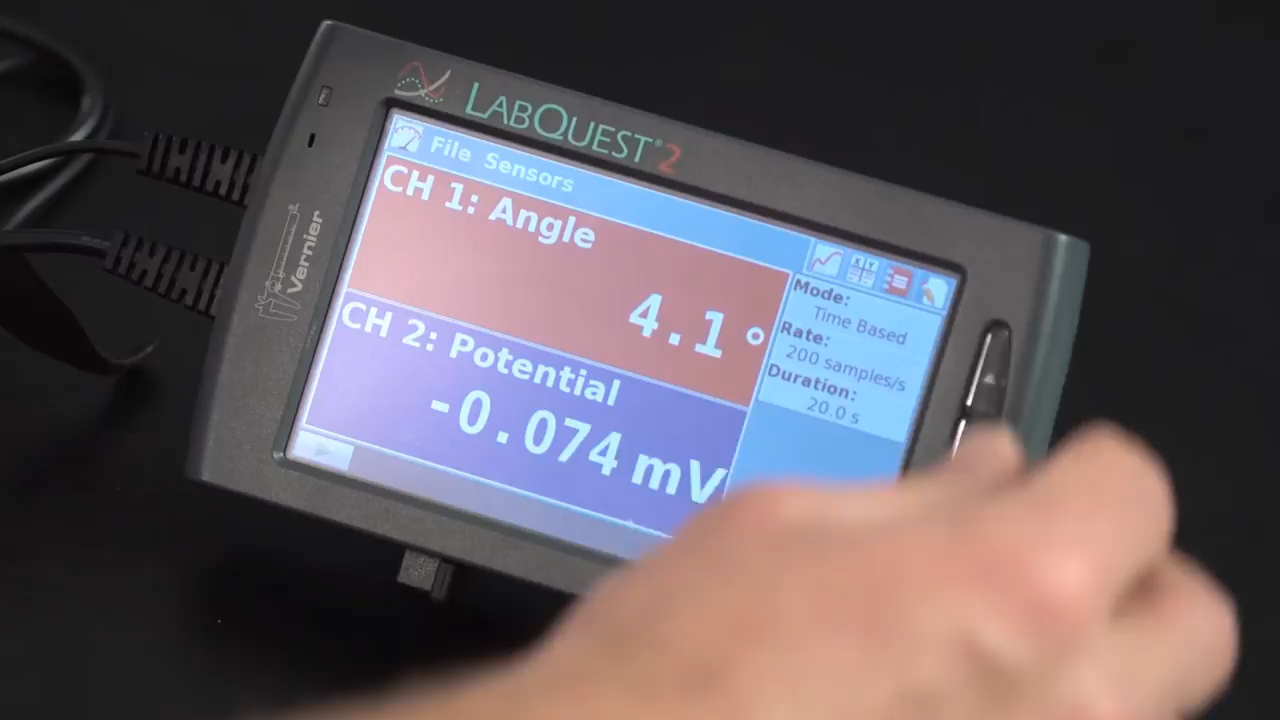 LABQUEST® 2
File Sensors
CH 1: Angle
4.1 °
CH 2: Potential
-0.074 mV
Mode:
Time Based
Rate:
200 samples/s
Duration:
20.0 s
X Y
Vernier